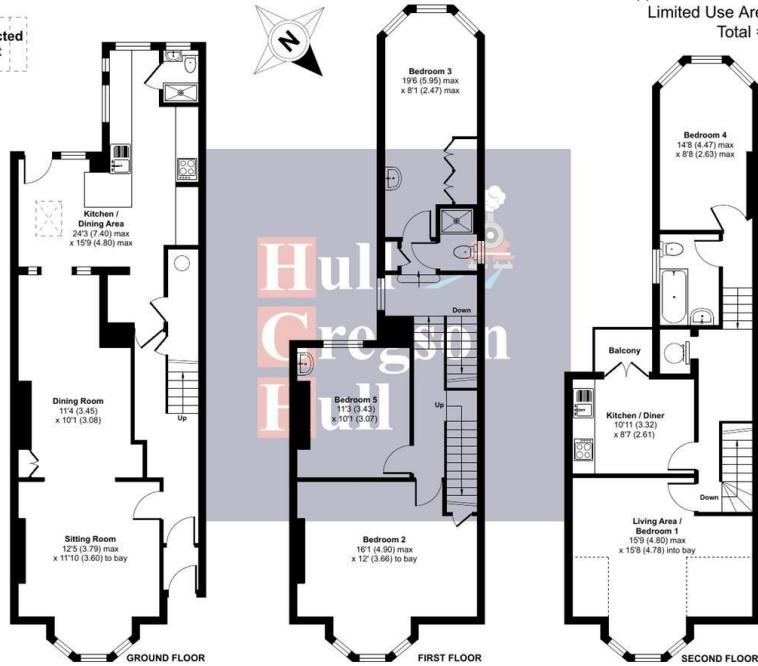 Limited Use Are
Total
cted
N
Bedroom 3
19'6 (5.95) max
x 8'1 (2.47) max
Bedroom 4
14'8 (4.47) max
x 8'8 (2.63) max
Kitchen /
Dining Area
24'3 (7.40) max
x 15'9 (4.80) max
Hull
Gregson
Hull
Down
Up
Balcony
Dining Room
11'4 (3.45)
x 10'1 (3.08)
Up
Bedroom 5
11'3 (3.43)
x 10'1 (3.07)
Kitchen / Diner
10'11 (3.32)
x 8'7 (2.61)
Down
Sitting Room
12'5 (3.79) max
x 11'10 (3.60) to bay
Bedroom 2
16'1 (4.90) max
x 12' (3.66) to bay
Living Area /
Bedroom 1
15'9 (4.80) max
x 15'8 (4.78) into bay
GROUND FLOOR
FIRST FLOOR
SECOND FLOOR